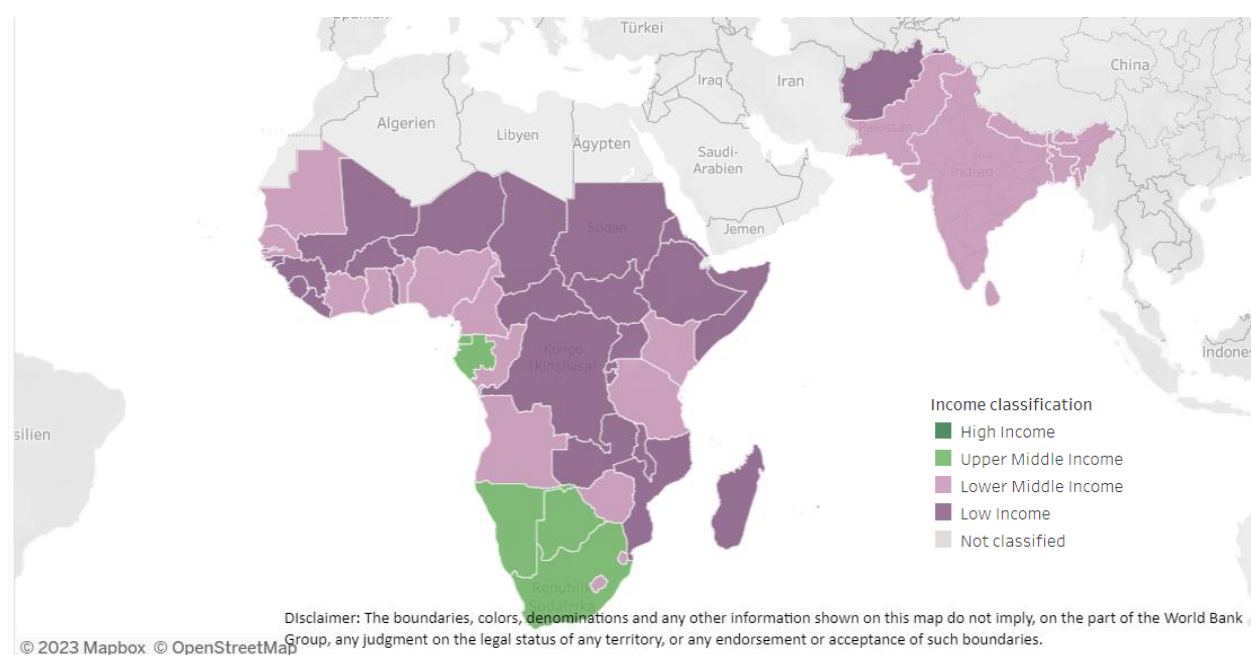 Türkei
China
Iraq
Iran
Algerien
Libyen
Ägypten
Pakistan
Saudi-
Arabien
Indien
Sudan
Jemen
Kongo
(Kinshasa)
Indones
silien
Income classification
High Income
Upper Middle Income
Lower Middle Income
Low Income
Not classified
Republik
Südafrika
DIsclaimer: The boundaries, colors, denominations and any other information shown on this map do not imply, on the part of the World Bank
Group, any judgment on the legal status of any territory, or any endorsement or acceptance of such boundaries.
© 2023 Mapbox © OpenStreetMap